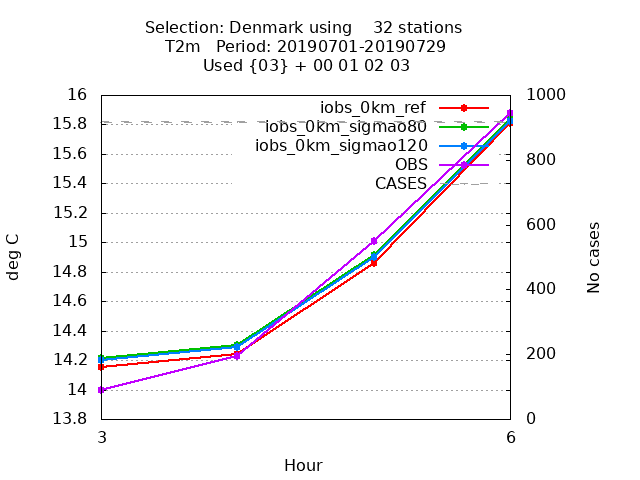 Selection: Denmark using    32 stations
T2m   Period: 20190701-20190729
Used {03} + 00 01 02 03
16
15.8
15.6
15.4
15.2
15
14.8
14.6
14.4
14.2
14
13.8
deg C
iobs_0km_ref
iobs_0km_sigmao80
iobs_0km_sigmao120
OBS
CASES
1000
800
600
400
200
0
No cases
3
6
Hour